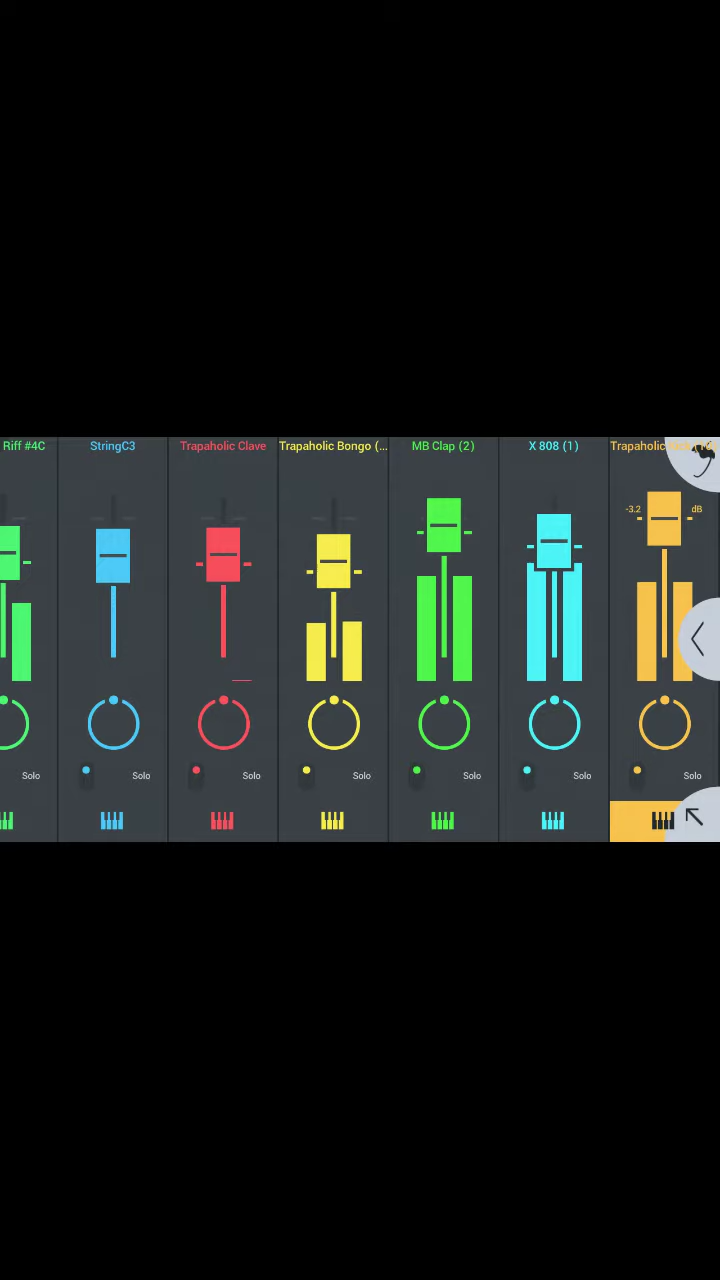 Riff #4C
StringC3
Trapaholic Clave
Trapaholic Bongo (...
MB Clap (2)
X 808 (1)
Trapaholic
-3.2
dB
Solo
Solo
Solo
Solo
Solo
Solo
Solo